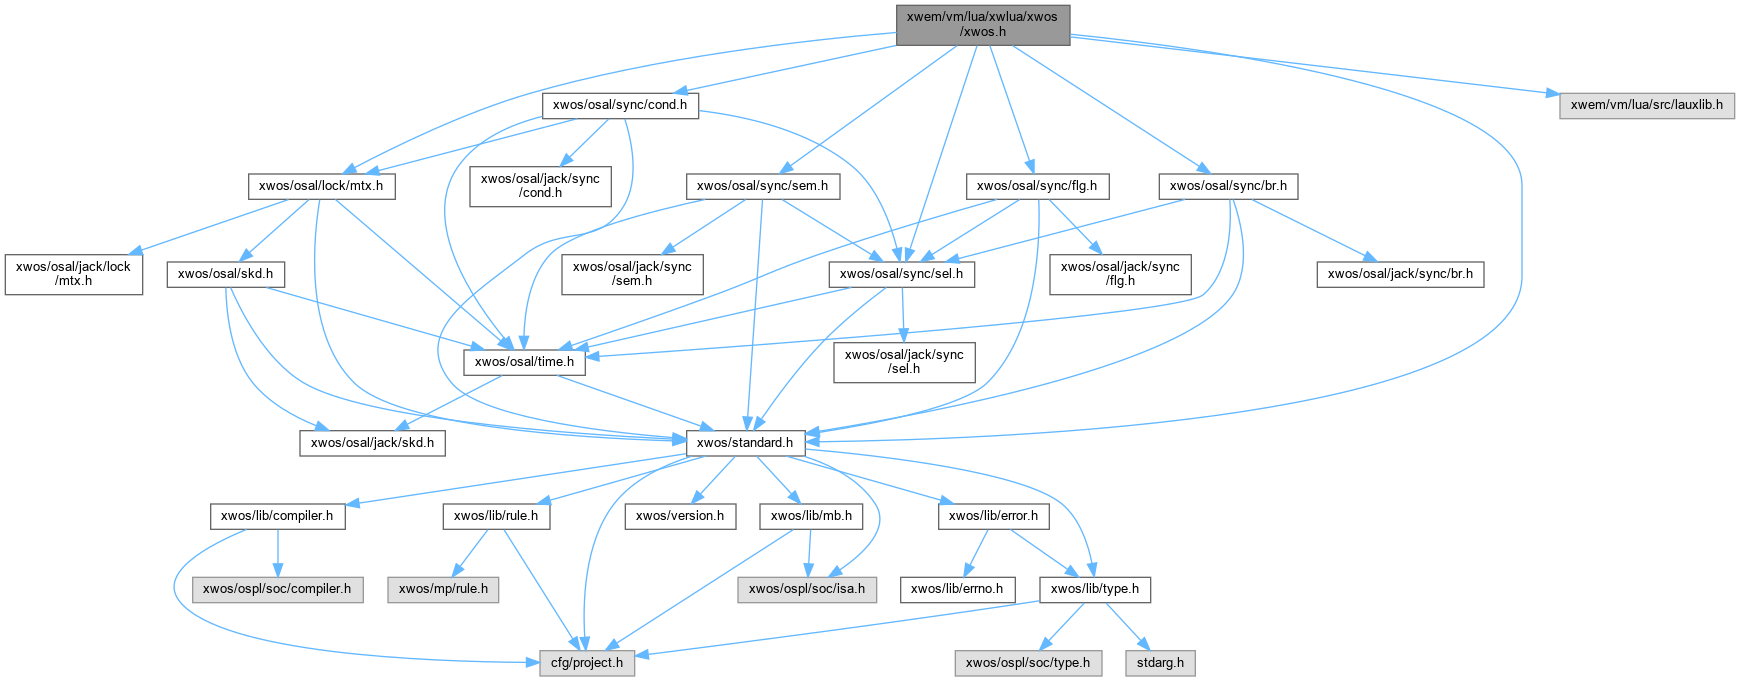 xwem/vm/lua/xwlua/xwos
/xwos.h
xwos/osal/sync/cond.h
xwem/vm/lua/src/lauxlib.h
xwos/osal/lock/mtx.h
xwos/osal/jack/sync
/cond.h
xwos/osal/sync/sem.h
xwos/osal/sync/flg.h
xwos/osal/sync/br.h
xwos/osal/jack/lock
/mtx.h
xwos/osal/skd.h
xwos/osal/jack/sync
/sem.h
xwos/osal/sync/sel.h
xwos/osal/jack/sync
/flg.h
xwos/osal/jack/sync/br.h
xwos/osal/time.h
xwos/osal/jack/sync
/sel.h
xwos/osal/jack/skd.h
xwos/standard.h
xwos/lib/compiler.h
xwos/lib/rule.h
xwos/version.h
xwos/lib/mb.h
xwos/lib/error.h
xwos/ospl/soc/compiler.h
xwos/mp/rule.h
xwos/ospl/soc/isa.h
xwos/lib/errno.h
xwos/lib/type.h
cfg/project.h
xwos/ospl/soc/type.h
stdarg.h